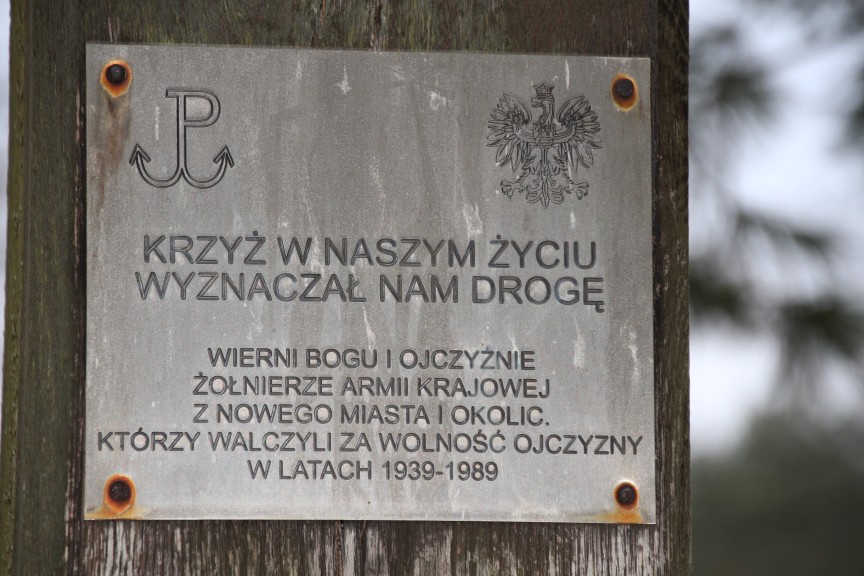 KRZYŻ W NASZYM ŻYCIU
WYZNACZAŁ NAM DROGĘ
WIERNI BOGU I OJCZYŹNIE
ŻOŁNIERZE ARMII KRAJOWEJ
Z NOWEGO MIASTA I OKOLIC.
KTÓRZY WALCZYLI ZA WOLNOŚĆ OJCZYZNY
W LATACH 1939-1989